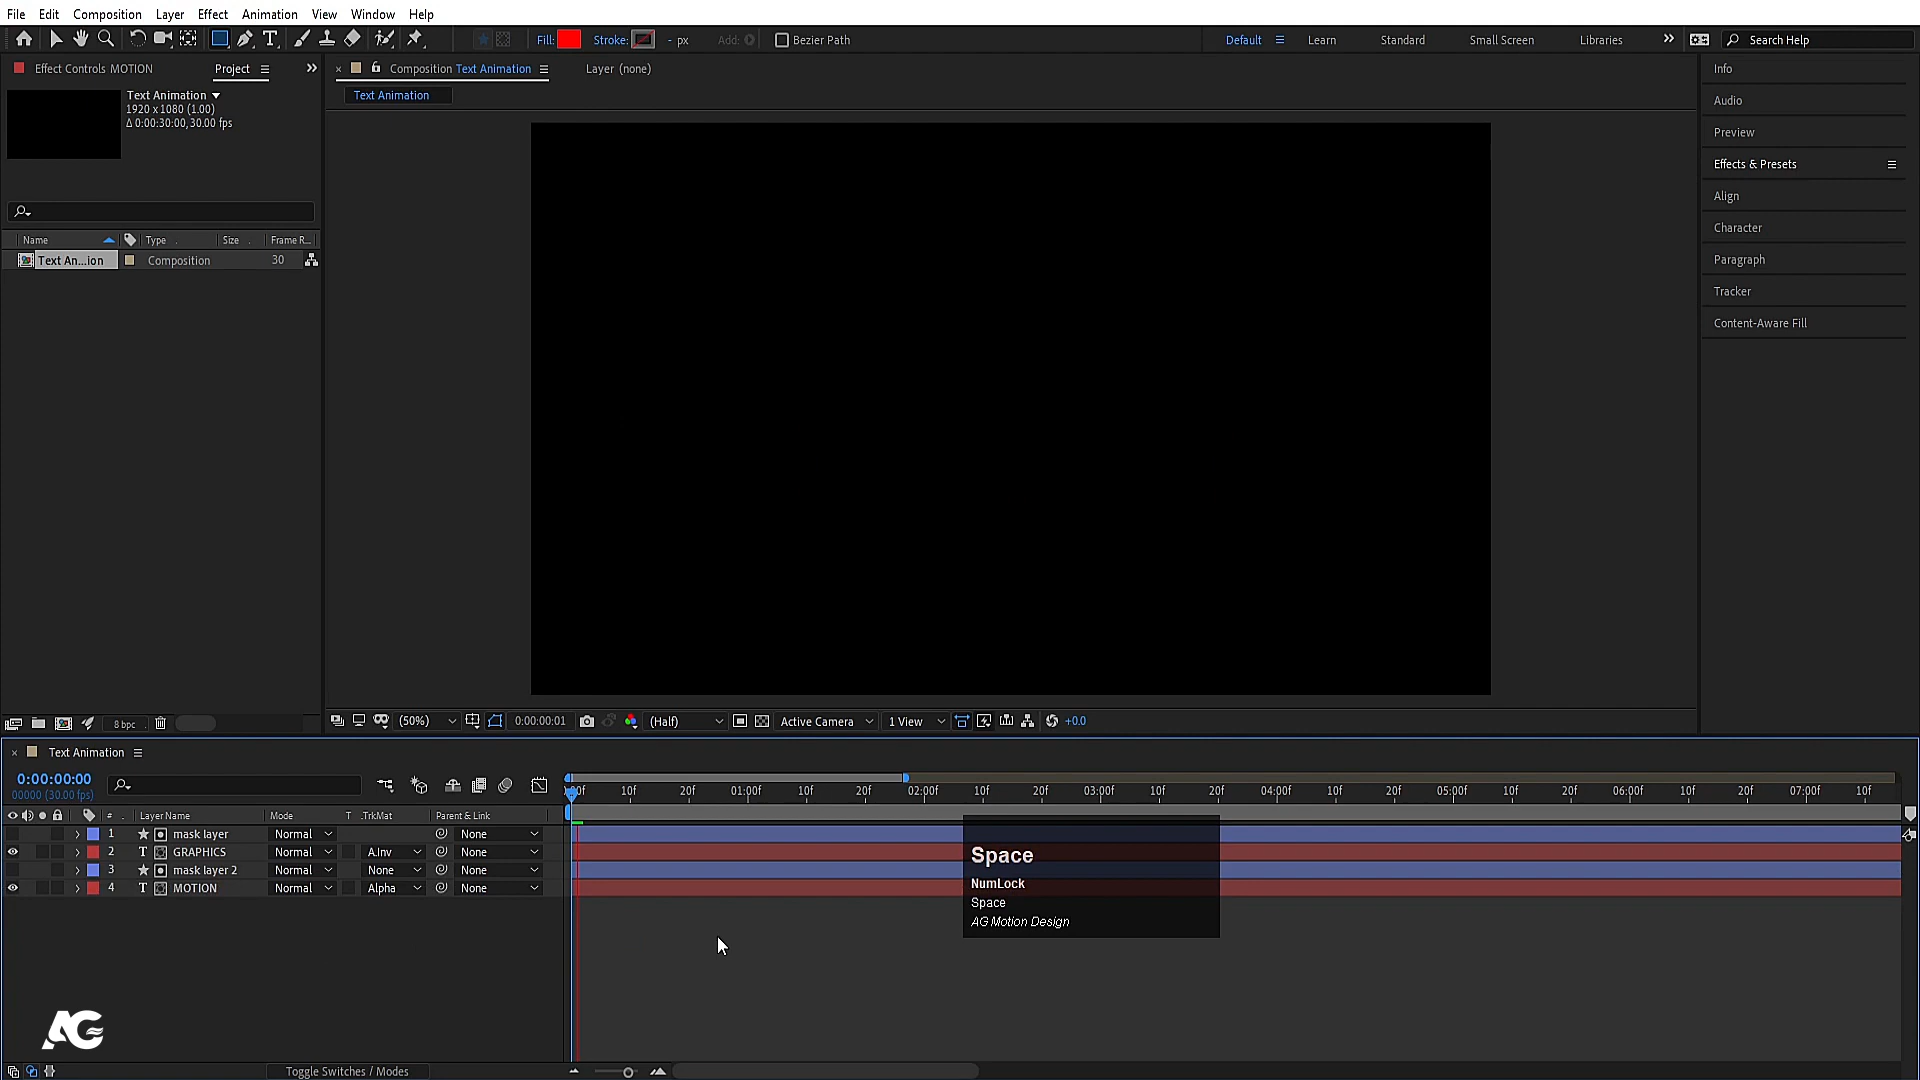 File Edit Composition Layer Effect Animation View Window Help
Fill: Stroke: - px Add: Bezier Path Default Learn Standard Small Screen Libraries Search Help
Effect Controls MOTION Project Composition Text Animation Layer (none) Info
Text Animation
Text Animation
1920 x 1080 (1.00)
Δ 0:00:30:00, 30.00 fps
Audio
Preview
Effects & Presets
Align
Character
Paragraph
Tracker
Content-Aware Fill
Name Type Size Frame R...
Text An...ion Composition 30
8 bpc (50%) 0:00:00:01 (Half) Active Camera 1 View +0.0
Text Animation
0:00:00:00
00000 (30.00 fps)
10f 20f 01:00f 10f 20f 02:00f 10f 20f 03:00f 10f 20f 04:00f 10f 20f 05:00f 10f 20f 06:00f 10f 20f 07:00f 10f
# Layer Name Mode T .TrkMat Parent & Link
1 mask layer Normal None
2 T GRAPHICS Normal A.Inv None
3 mask layer 2 Normal None None
4 T MOTION Normal Alpha None
Space
NumLock
Space
AG Motion Design
AG
Toggle Switches / Modes